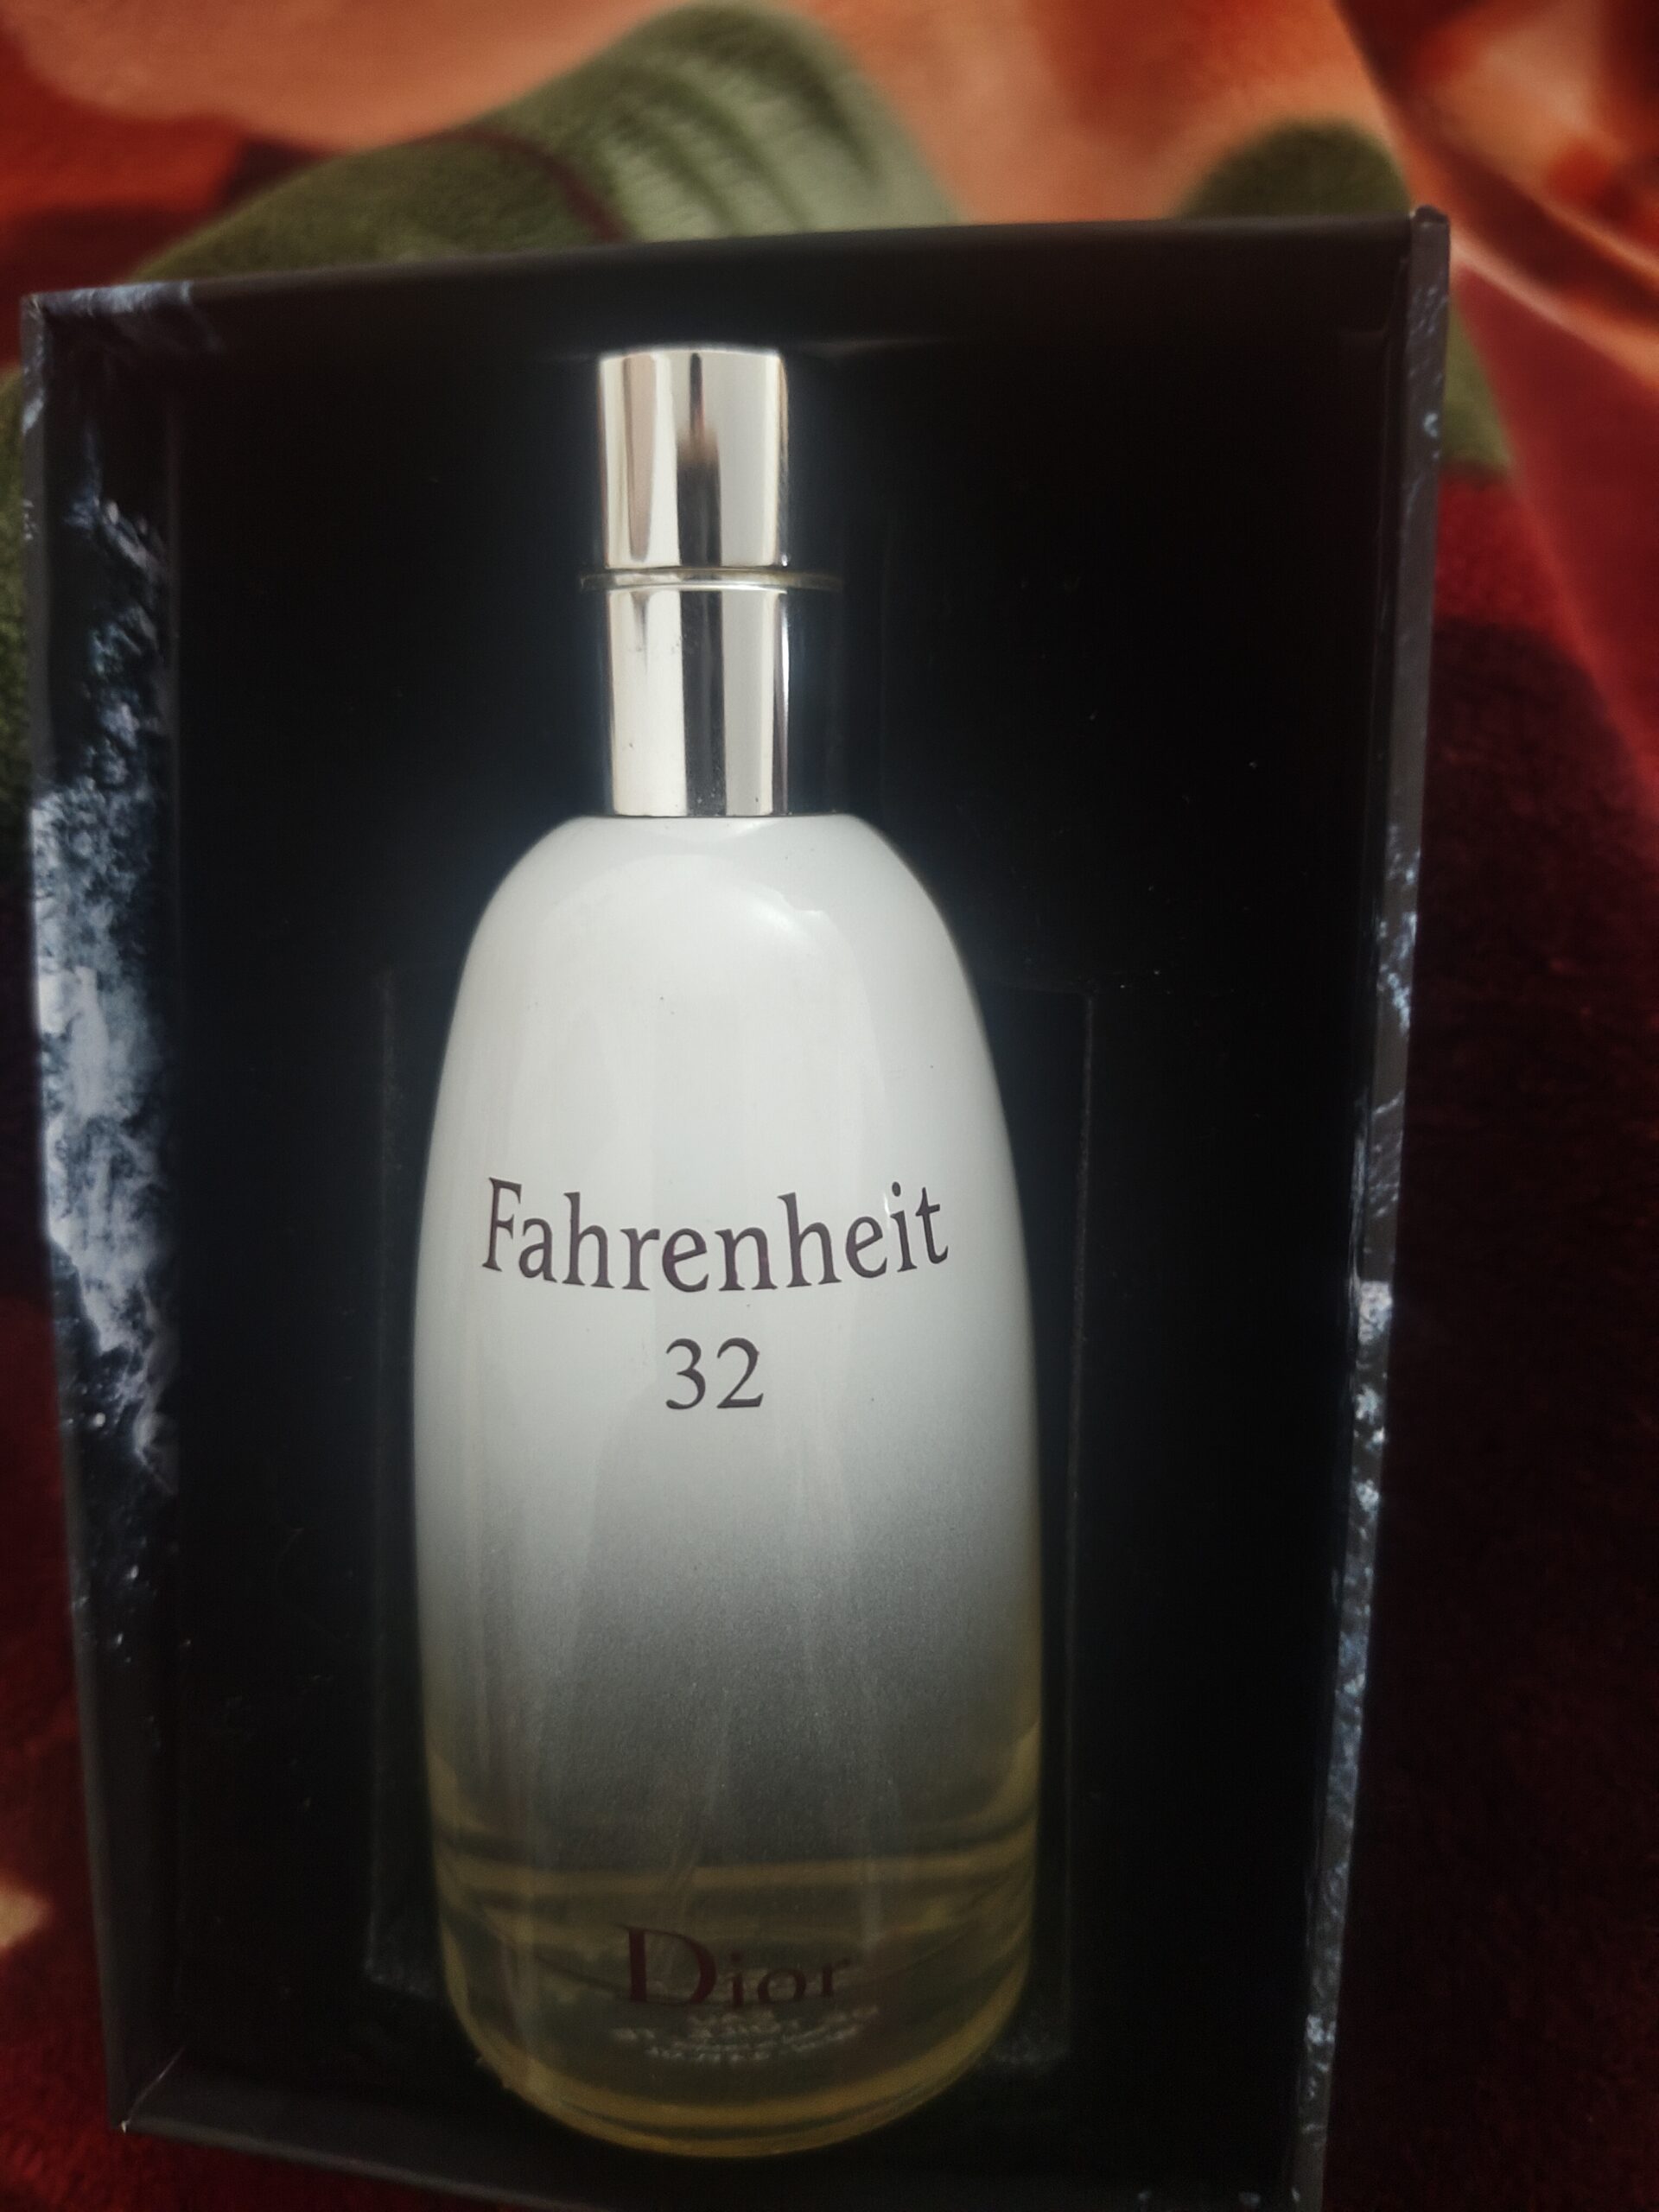 Fahrenheit
32
Dior